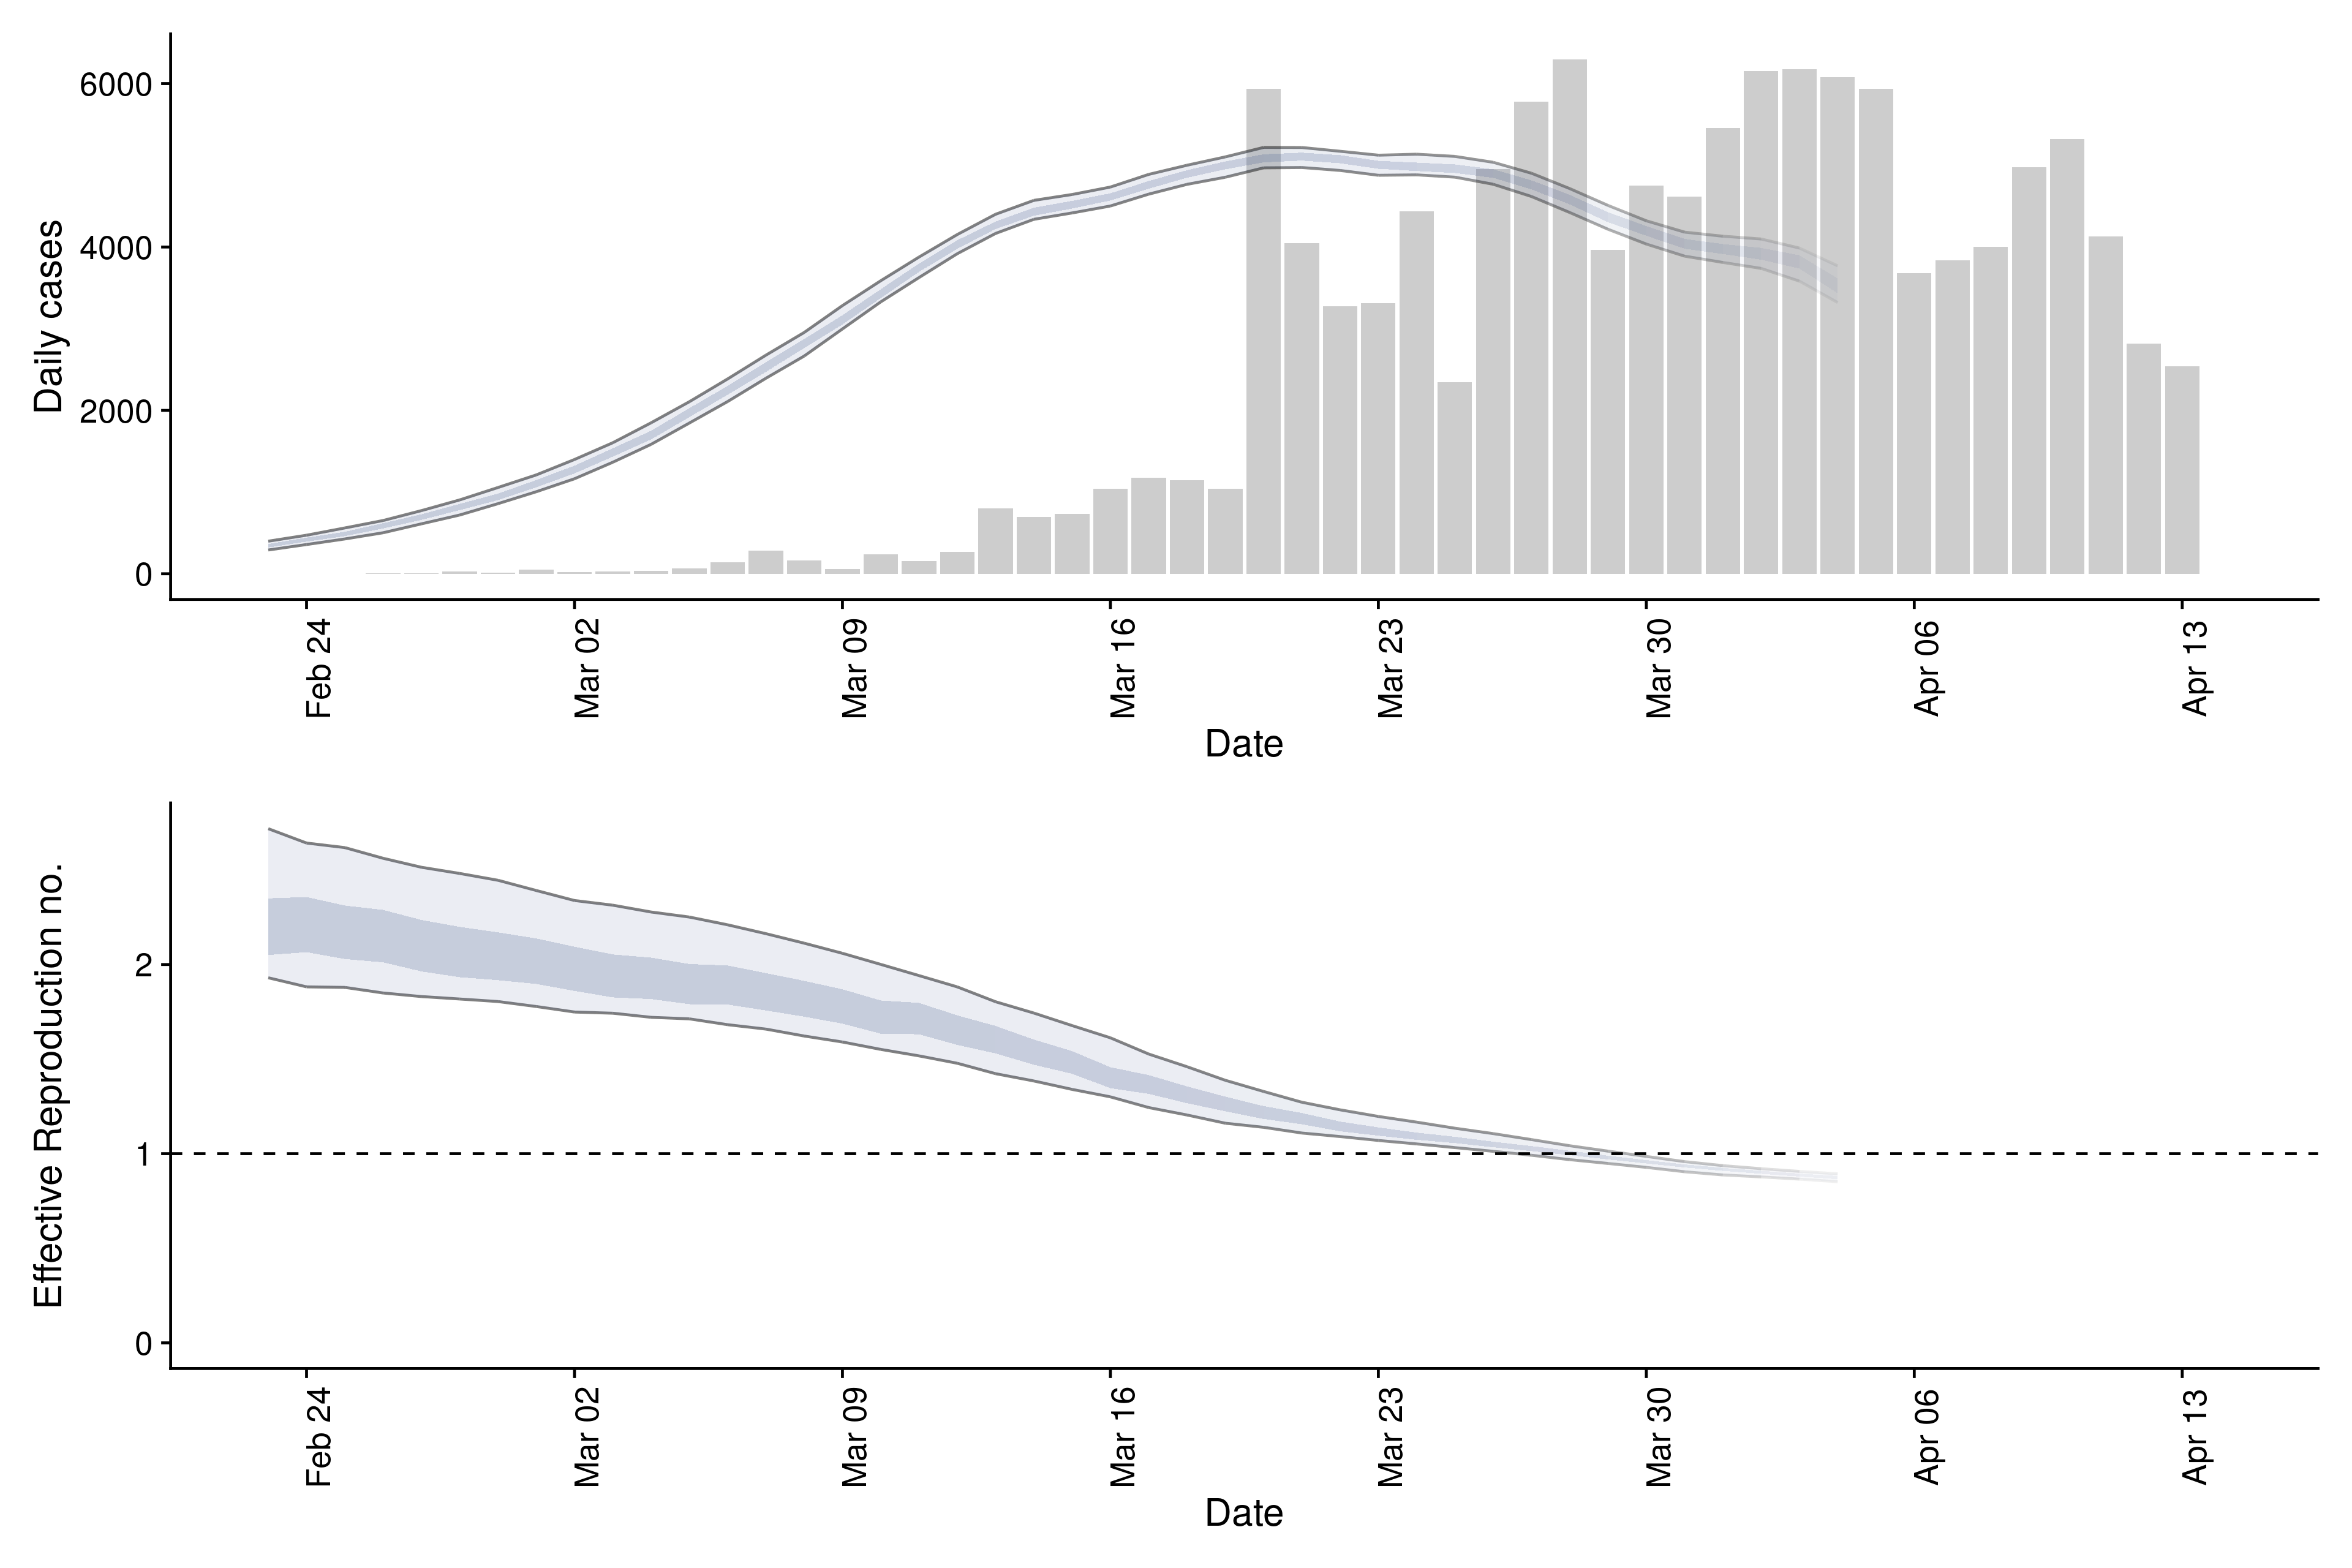 Daily cases
6000
4000
2000
0
Feb 24
Mar 02
Mar 09
Mar 16
Mar 23
Mar 30
Apr 06
Apr 13
Date
Effective Reproduction no.
2
1
0
Feb 24
Mar 02
Mar 09
Mar 16
Mar 23
Mar 30
Apr 06
Apr 13
Date